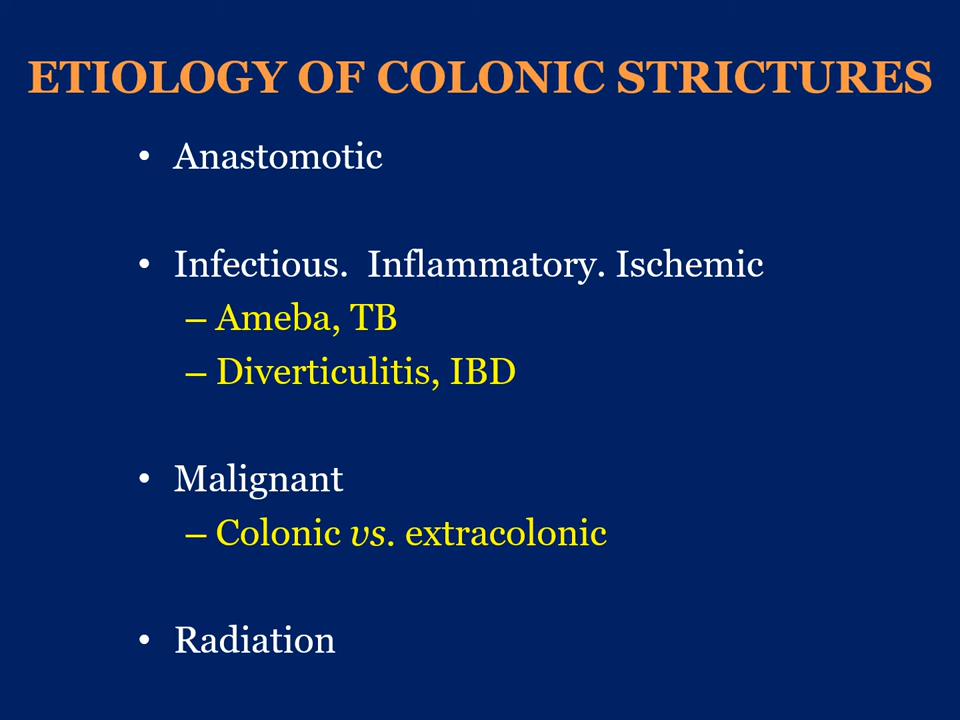 ETIOLOGY OF COLONIC STRICTURES
• Anastomotic
• Infectious.  Inflammatory. Ischemic
– Ameba, TB
– Diverticulitis, IBD
• Malignant
– Colonic vs. extracolonic
• Radiation